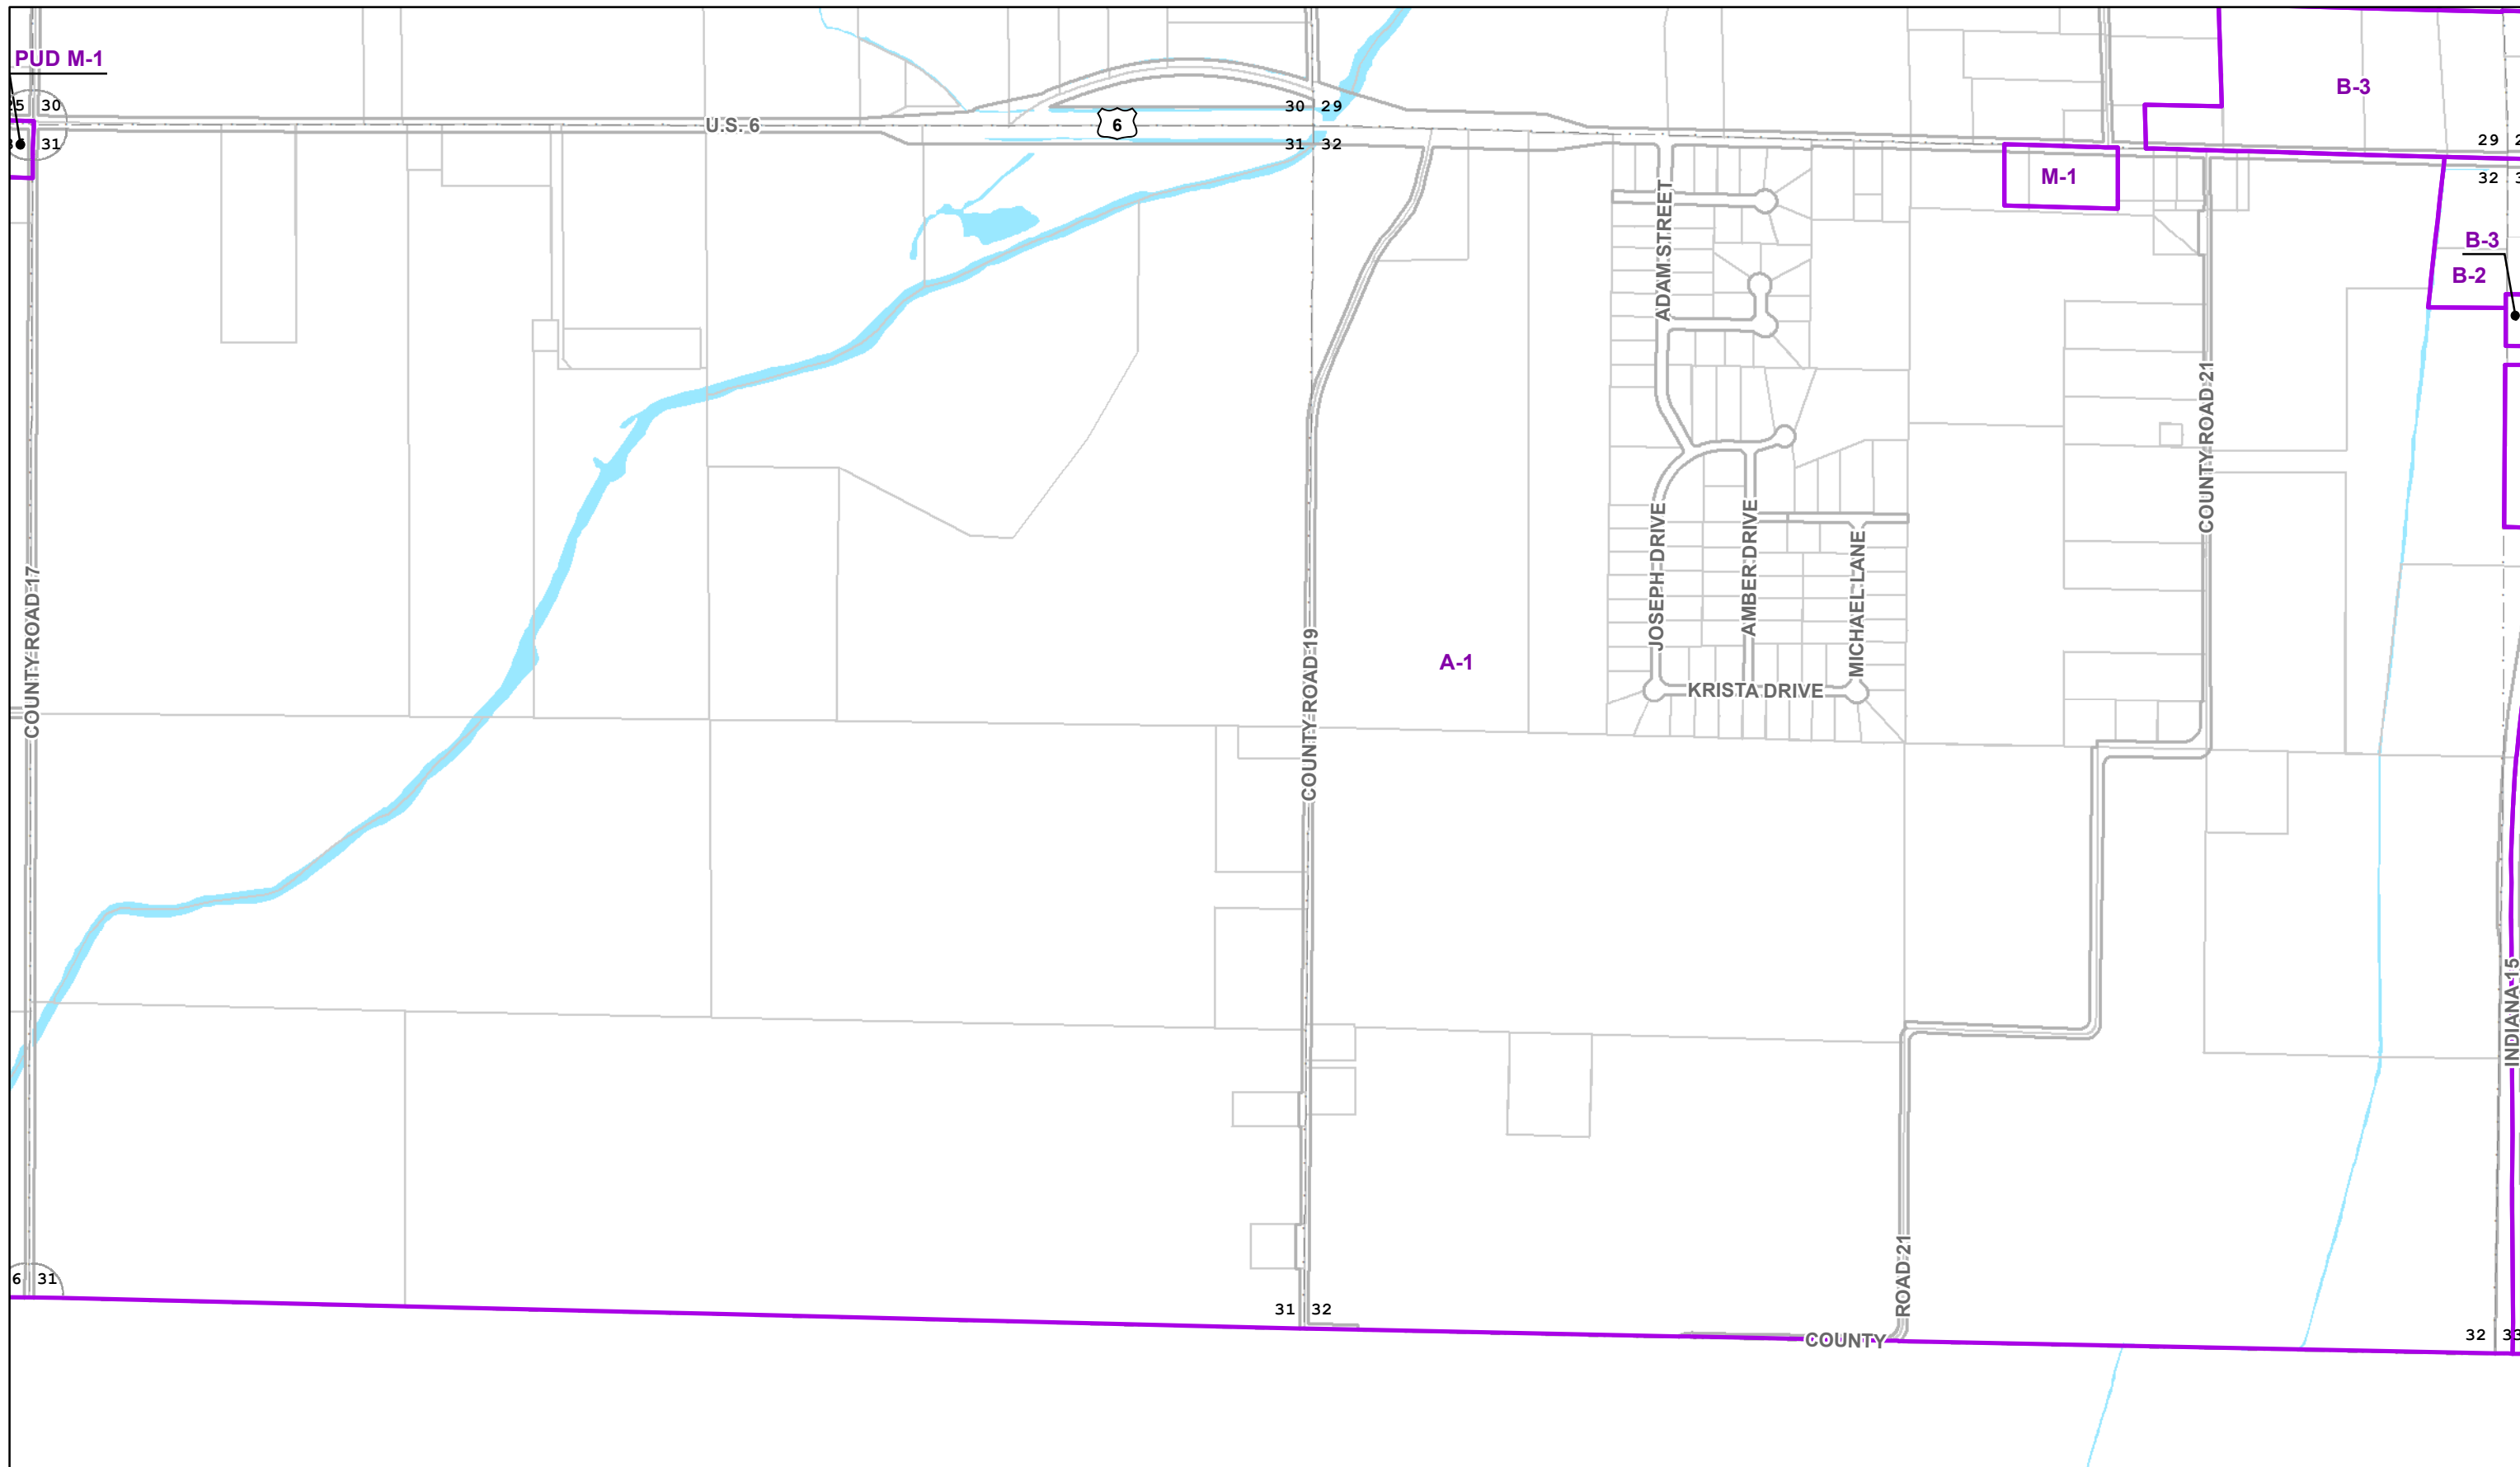 PUD M-1
B-3
30
30 29
U.S. 6
6
31
31 32
29
M-1
32
ADAM STREET
B-3
B-2
COUNTY ROAD 21
JOSEPH DRIVE
AMBER DRIVE
MICHAEL LANE
COUNTY ROAD 17
COUNTY ROAD 19
A-1
KRISTA DRIVE
INDIANA 15
ROAD 21
6 31
31 32
COUNTY
32 33